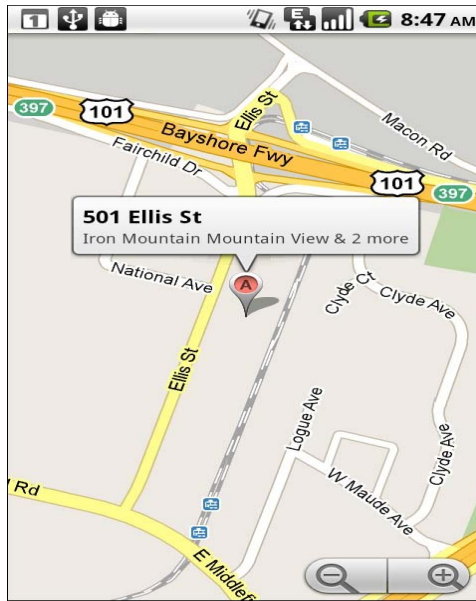 1
E
8:47 AM
Ellis St
101
397
Bayshore Fwy
Macon Rd
Fairchild Dr
101
397
501 Ellis St
Iron Mountain Mountain View & 2 more
National Ave
A
Clyde Ct
Clyde Ave
Ellis St
Logue Ave
Clyde Ave
W Maude Ave
Rd
E Middlef